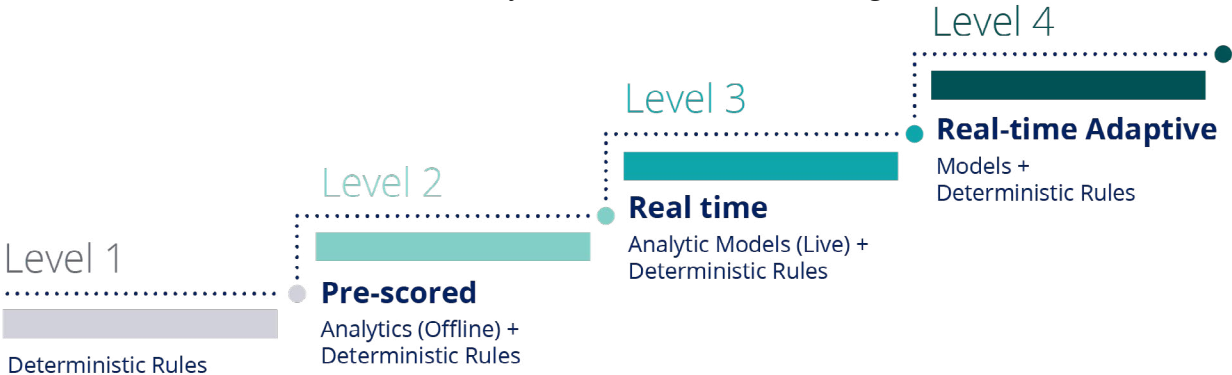 Level 1
Deterministic Rules
Level 2
Pre-scored
Analytics (Offline) +
Deterministic Rules
Level 3
Real time
Analytic Models (Live) +
Deterministic Rules
Level 4
Real-time Adaptive
Models +
Deterministic Rules